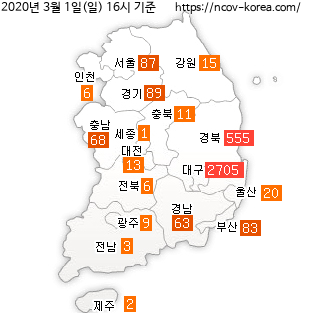 2020년 3월 1일(일) 16시 기준 https://ncov-korea.com/
서울 87
강원 15
인천
6
경기 89
충북 11
충남
68
세종 1
대전
13
경북 555
대구 2705
전북 6
울산 20
경남
63
부산 83
광주 9
전남 3
제주 2